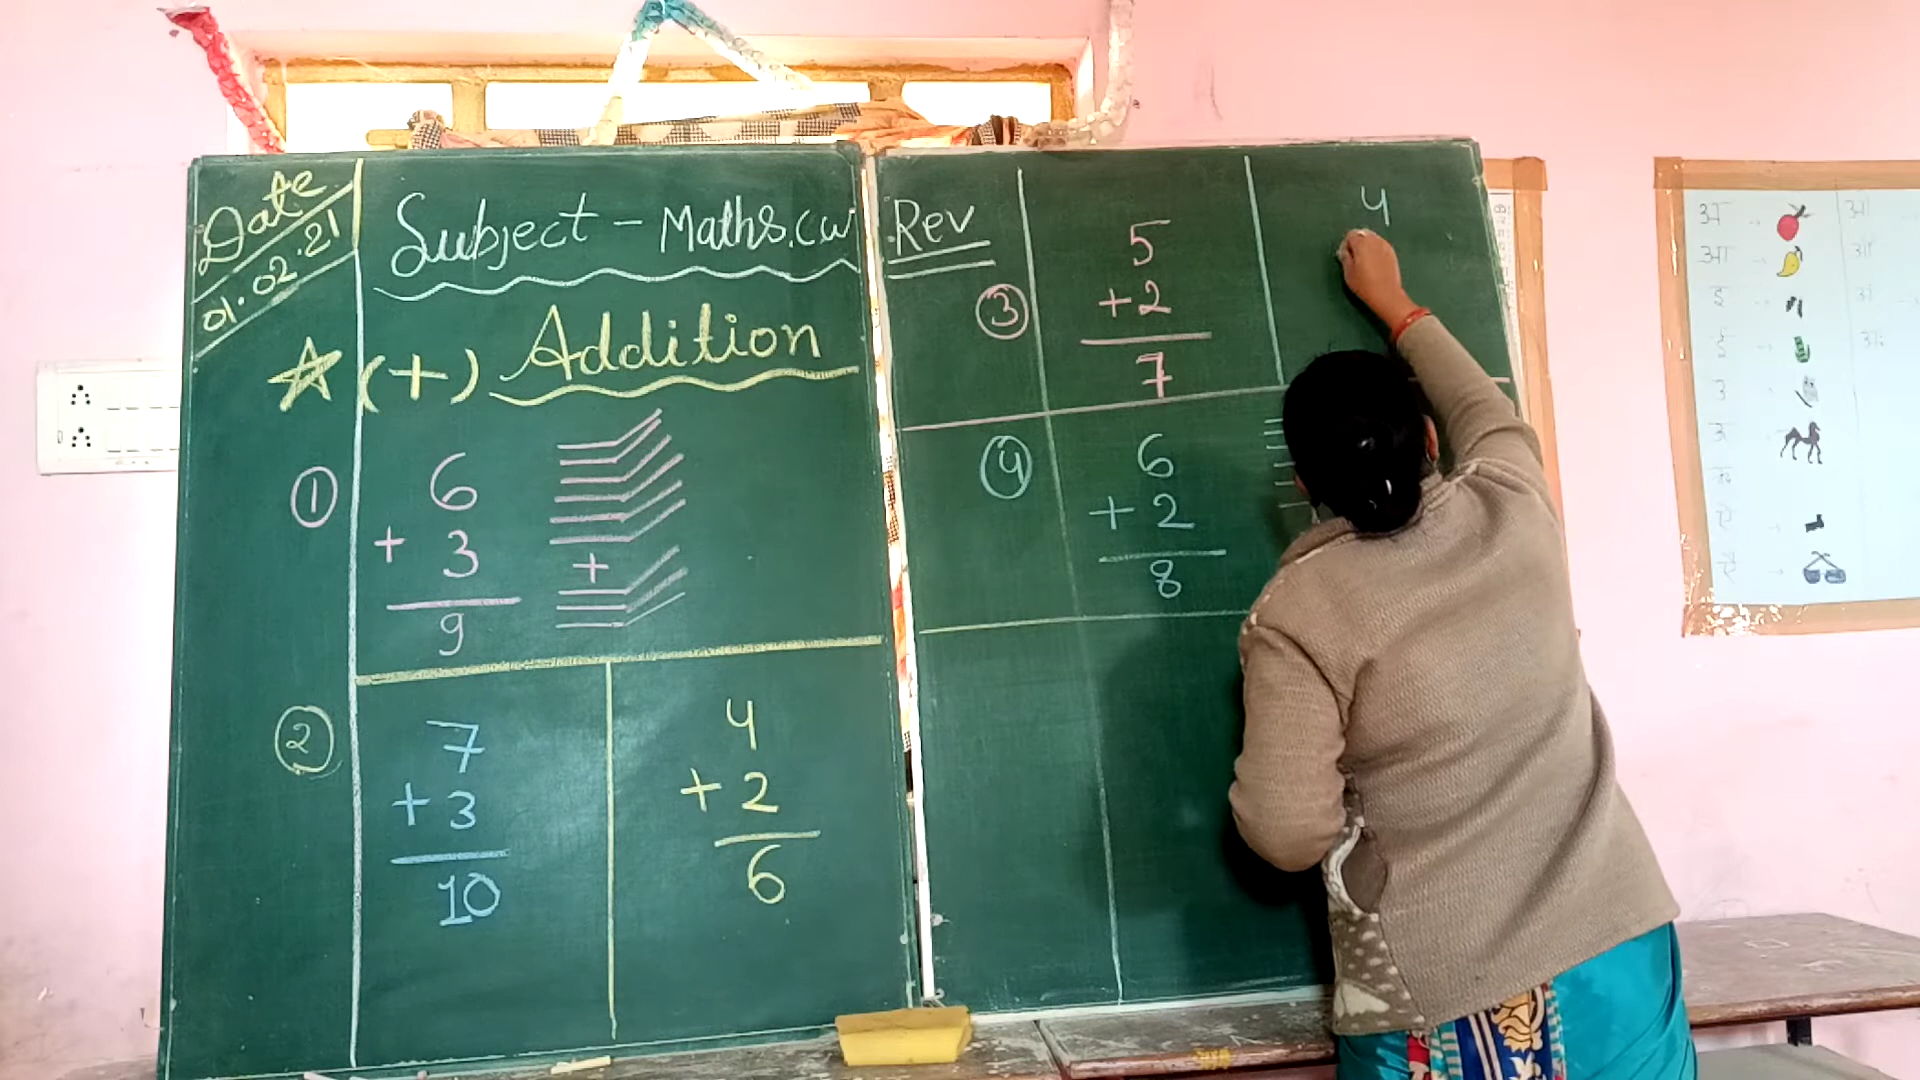 Date
01.02.21
Subject - Maths.cw
(+) Addition
①
6
+ 3
9
+
②
7
+ 3
10
4
+ 2
6
Rev
③
5
+ 2
7
4
④
6
+ 2
8
अ →
आ →
इ →
ई →
उ
ऐ →